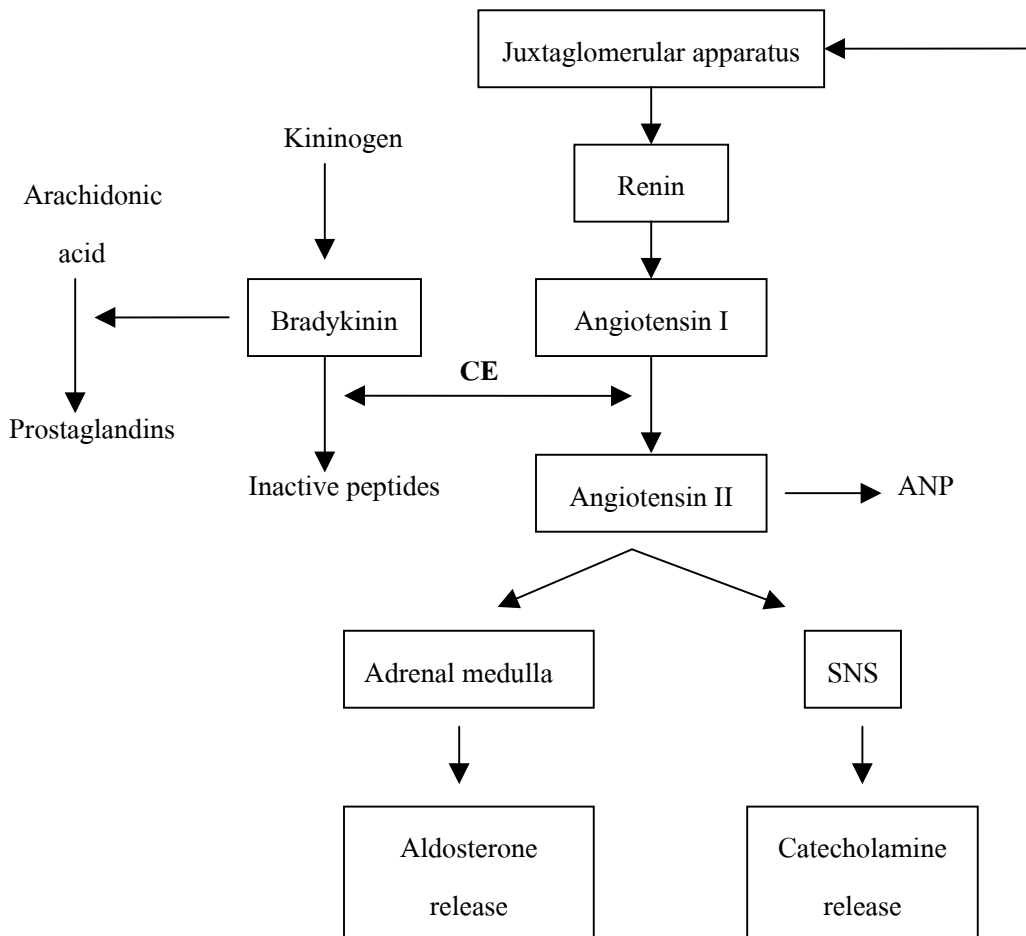 Juxtaglomerular apparatus
Kininogen
Renin
Arachidonic
acid
Bradykinin
Angiotensin I
CE
Prostaglandins
Inactive peptides
Angiotensin II
ANP
Adrenal medulla
SNS
Aldosterone
release
Catecholamine
release